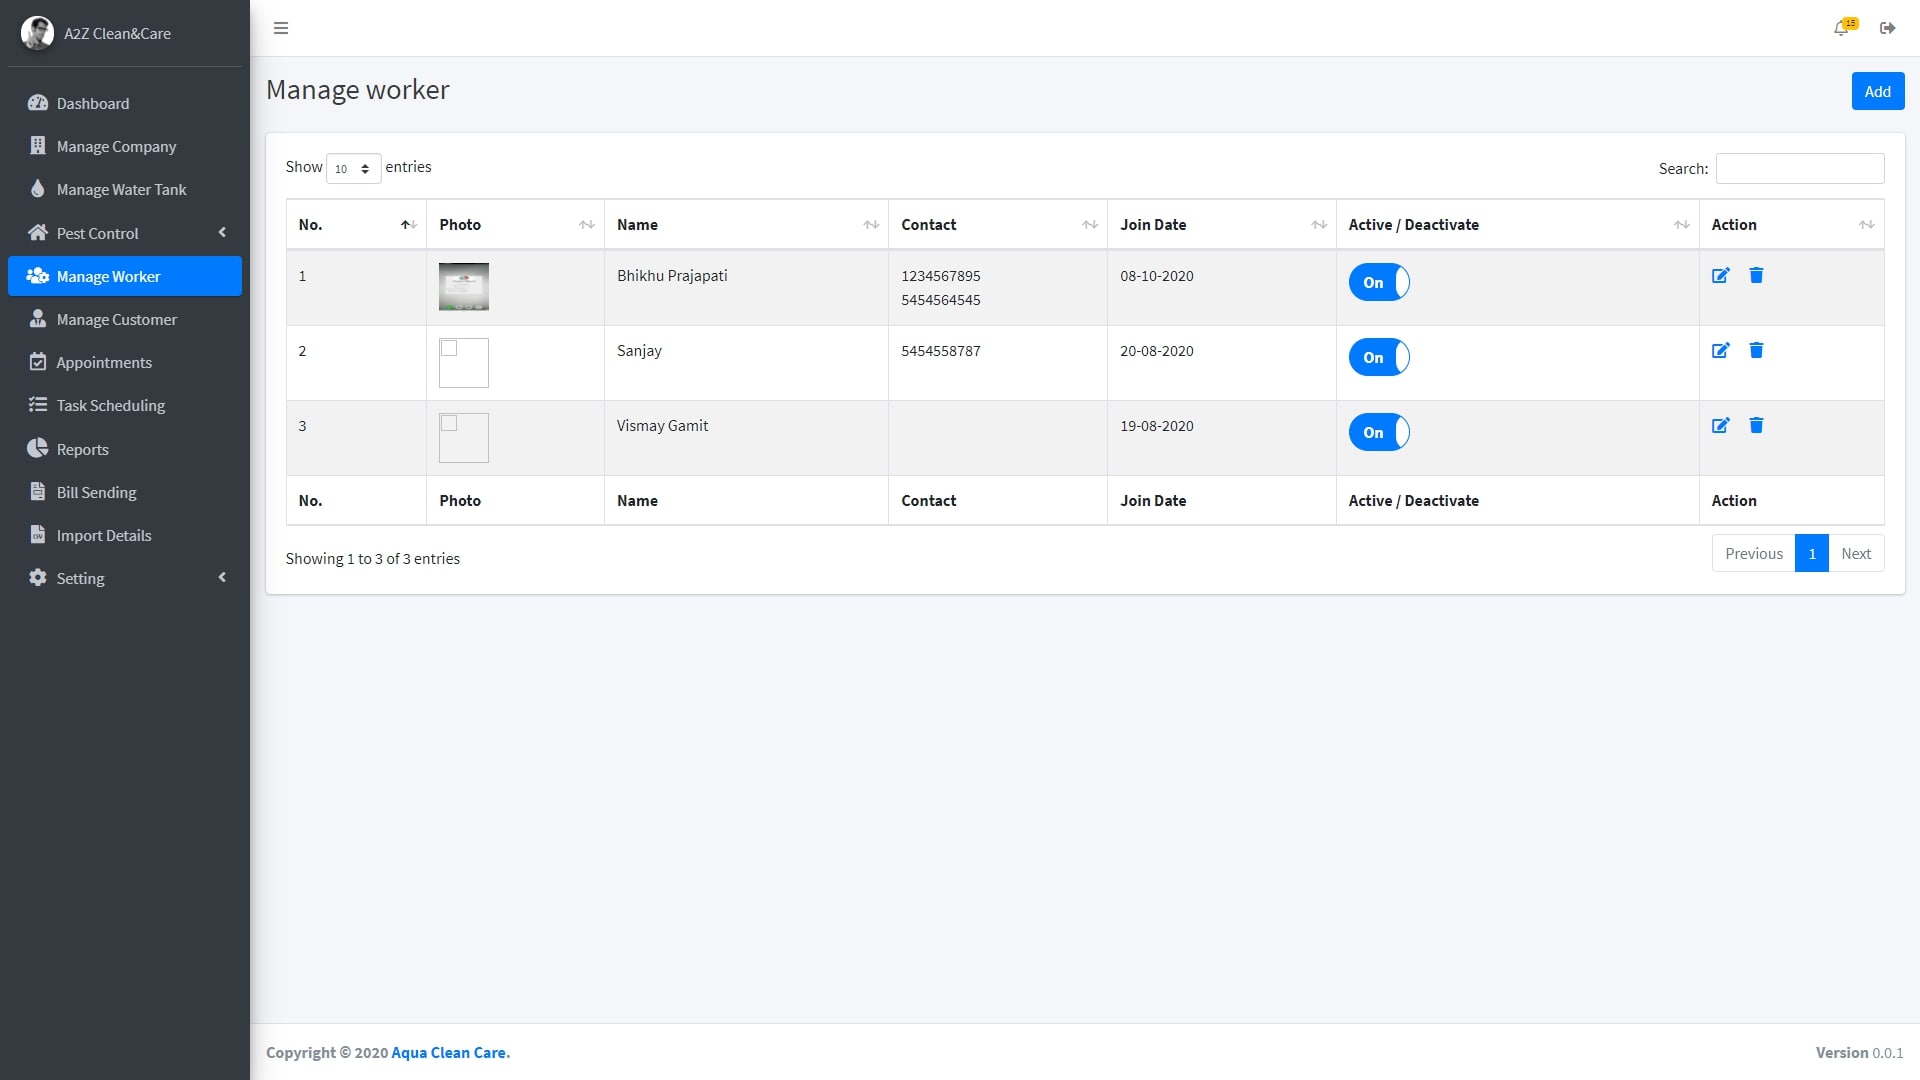 A2Z Clean&Care
15
Dashboard
Manage Company
Manage Water Tank
Pest Control
Manage Worker
Manage Customer
Appointments
Task Scheduling
Reports
Bill Sending
Import Details
Setting
Manage worker
Add
Show 10 entries
Search:
No. Photo Name Contact Join Date Active / Deactivate Action
1 Bhikhu Prajapati 1234567895 08-10-2020 On
5454564545
2 Sanjay 5454558787 20-08-2020 On
3 Vismay Gamit 19-08-2020 On
No. Photo Name Contact Join Date Active / Deactivate Action
Showing 1 to 3 of 3 entries
Previous 1 Next
Copyright © 2020 Aqua Clean Care.
Version 0.0.1